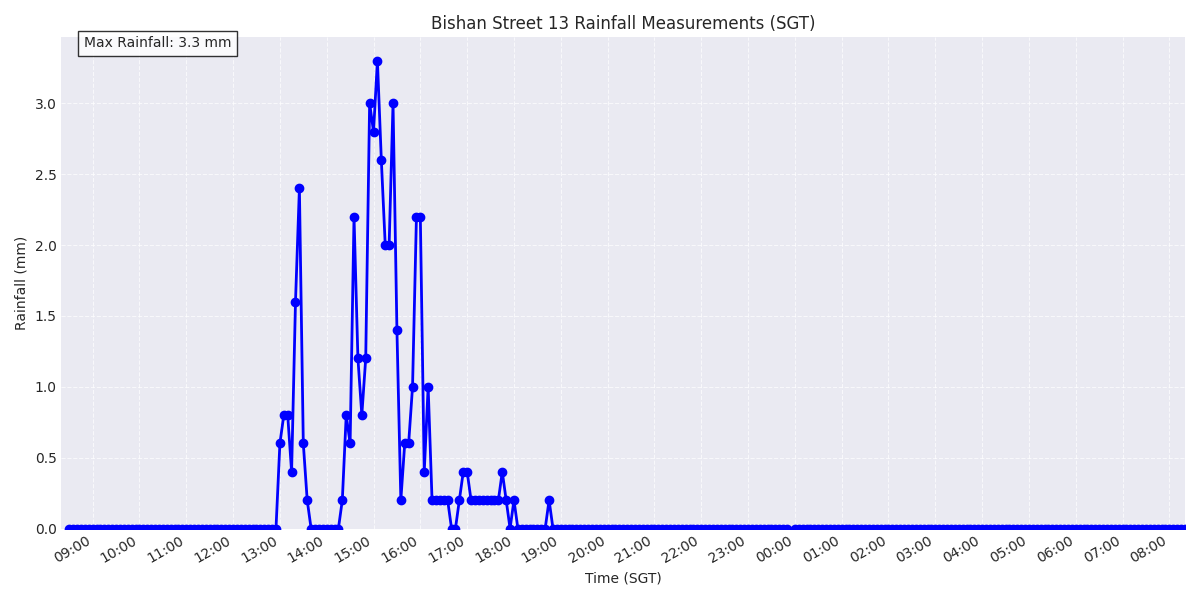 Bishan Street 13 Rainfall Measurements (SGT)
Max Rainfall: 3.3 mm
Rainfall (mm)
3.0
2.5
2.0
1.5
1.0
0.5
0.0
09:00 10:00 11:00 12:00 13:00 14:00 15:00 16:00 17:00 18:00 19:00 20:00 21:00 22:00 23:00 00:00 01:00 02:00 03:00 04:00 05:00 06:00 07:00 08:00
Time (SGT)